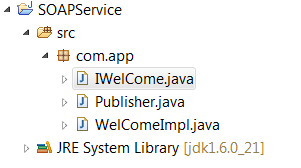 SOAPService
src
com.app
IWelCome.java
Publisher.java
WelComeImpl.java
JRE System Library [jdk1.6.0_21]